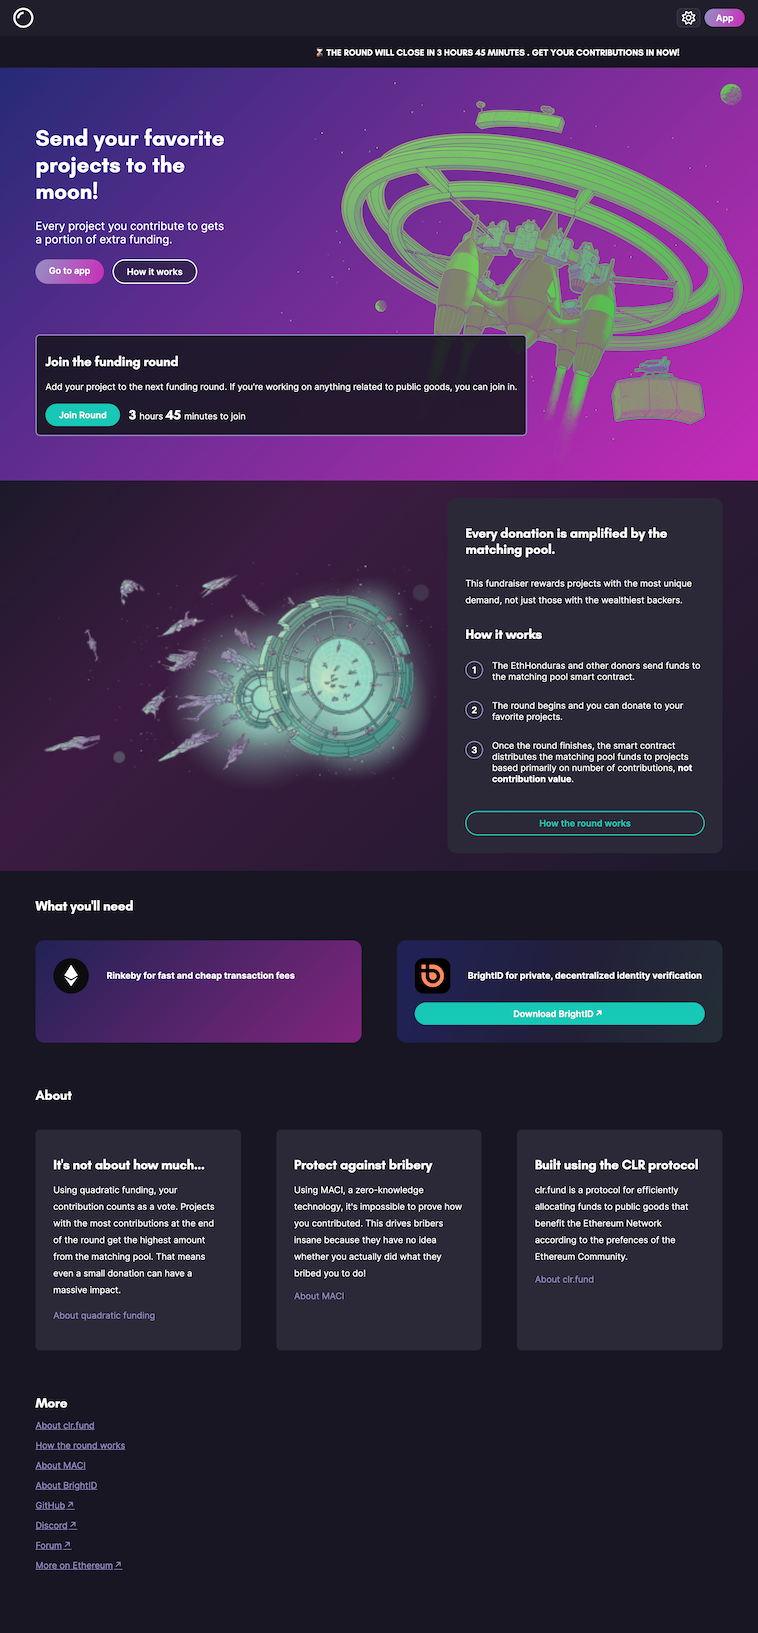 App
⏳ THE ROUND WILL CLOSE IN 3 HOURS 45 MINUTES . GET YOUR CONTRIBUTIONS IN NOW!
Send your favorite
projects to the
moon!
Every project you contribute to gets
a portion of extra funding.
Go to app
How it works
Join the funding round
Add your project to the next funding round. If you're working on anything related to public goods, you can join in.
Join Round
3 hours 45 minutes to join
Every donation is amplified by the
matching pool.
This fundraiser rewards projects with the most unique
demand, not just those with the wealthiest backers.
How it works
1 The EthHonduras and other donors send funds to
the matching pool smart contract.
2 The round begins and you can donate to your
favorite projects.
3 Once the round finishes, the smart contract
distributes the matching pool funds to projects
based primarily on number of contributions, not
contribution value.
How the round works
What you'll need
Rinkeby for fast and cheap transaction fees
BrightID for private, decentralized identity verification
Download BrightID ↗
About
It's not about how much...
Using quadratic funding, your
contribution counts as a vote. Projects
with the most contributions at the end
of the round get the highest amount
from the matching pool. That means
even a small donation can have a
massive impact.
About quadratic funding
Protect against bribery
Using MACI, a zero-knowledge
technology, it's impossible to prove how
you contributed. This drives bribers
insane because they have no idea
whether you actually did what they
bribed you to do!
About MACI
Built using the CLR protocol
clr.fund is a protocol for efficiently
allocating funds to public goods that
benefit the Ethereum Network
according to the prefences of the
Ethereum Community.
About clr.fund
More
About clr.fund
How the round works
About MACI
About BrightID
GitHub ↗
Discord ↗
Forum ↗
More on Ethereum ↗